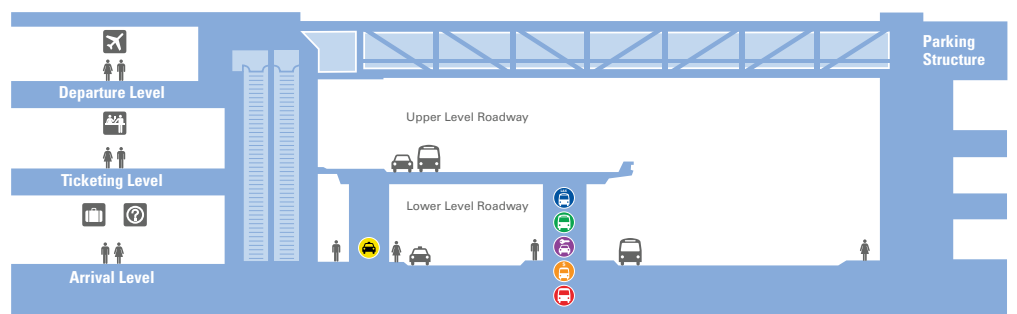 Parking
Structure
Departure Level
Upper Level Roadway
Ticketing Level
Lower Level Roadway
Arrival Level